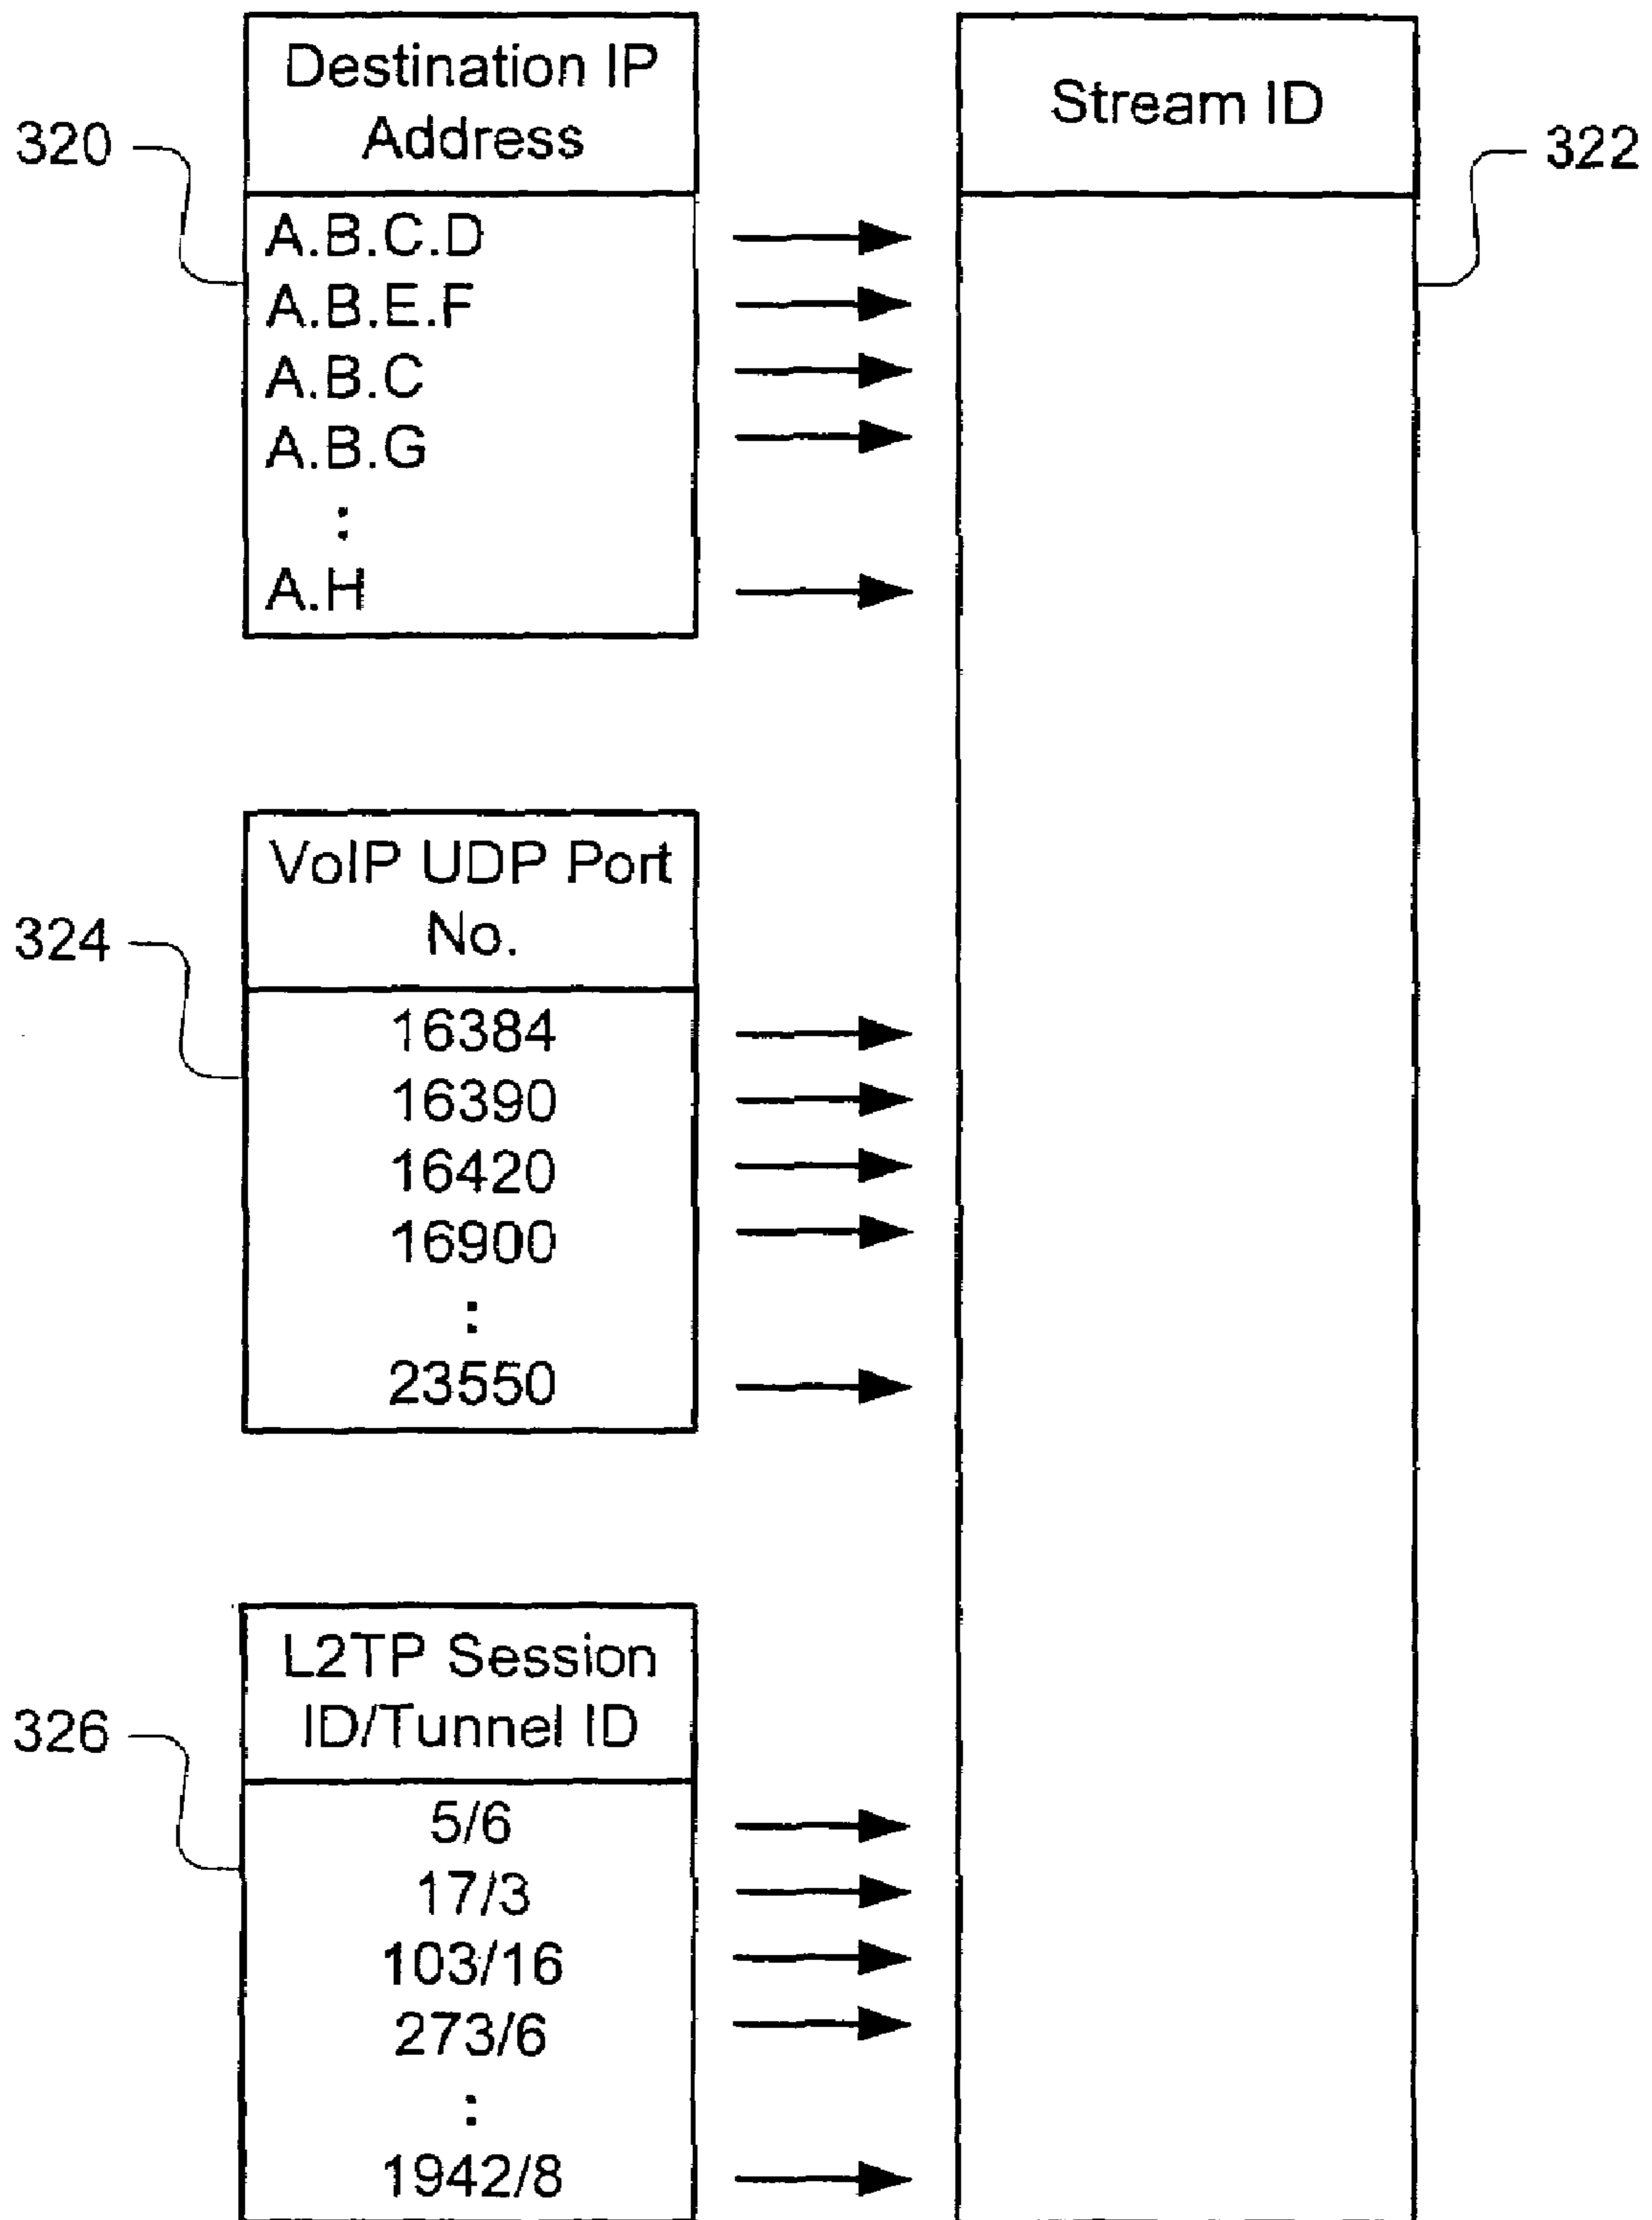 Destination IP
Address
Stream ID
320
322
A.B.C.D
A.B.E.F
A.B.C
A.B.G
:
A.H
VoIP UDP Port
No.
324
16384
16390
16420
16900
:
23550
L2TP Session
ID/Tunnel ID
326
5/6
17/3
103/16
273/6
:
1942/8